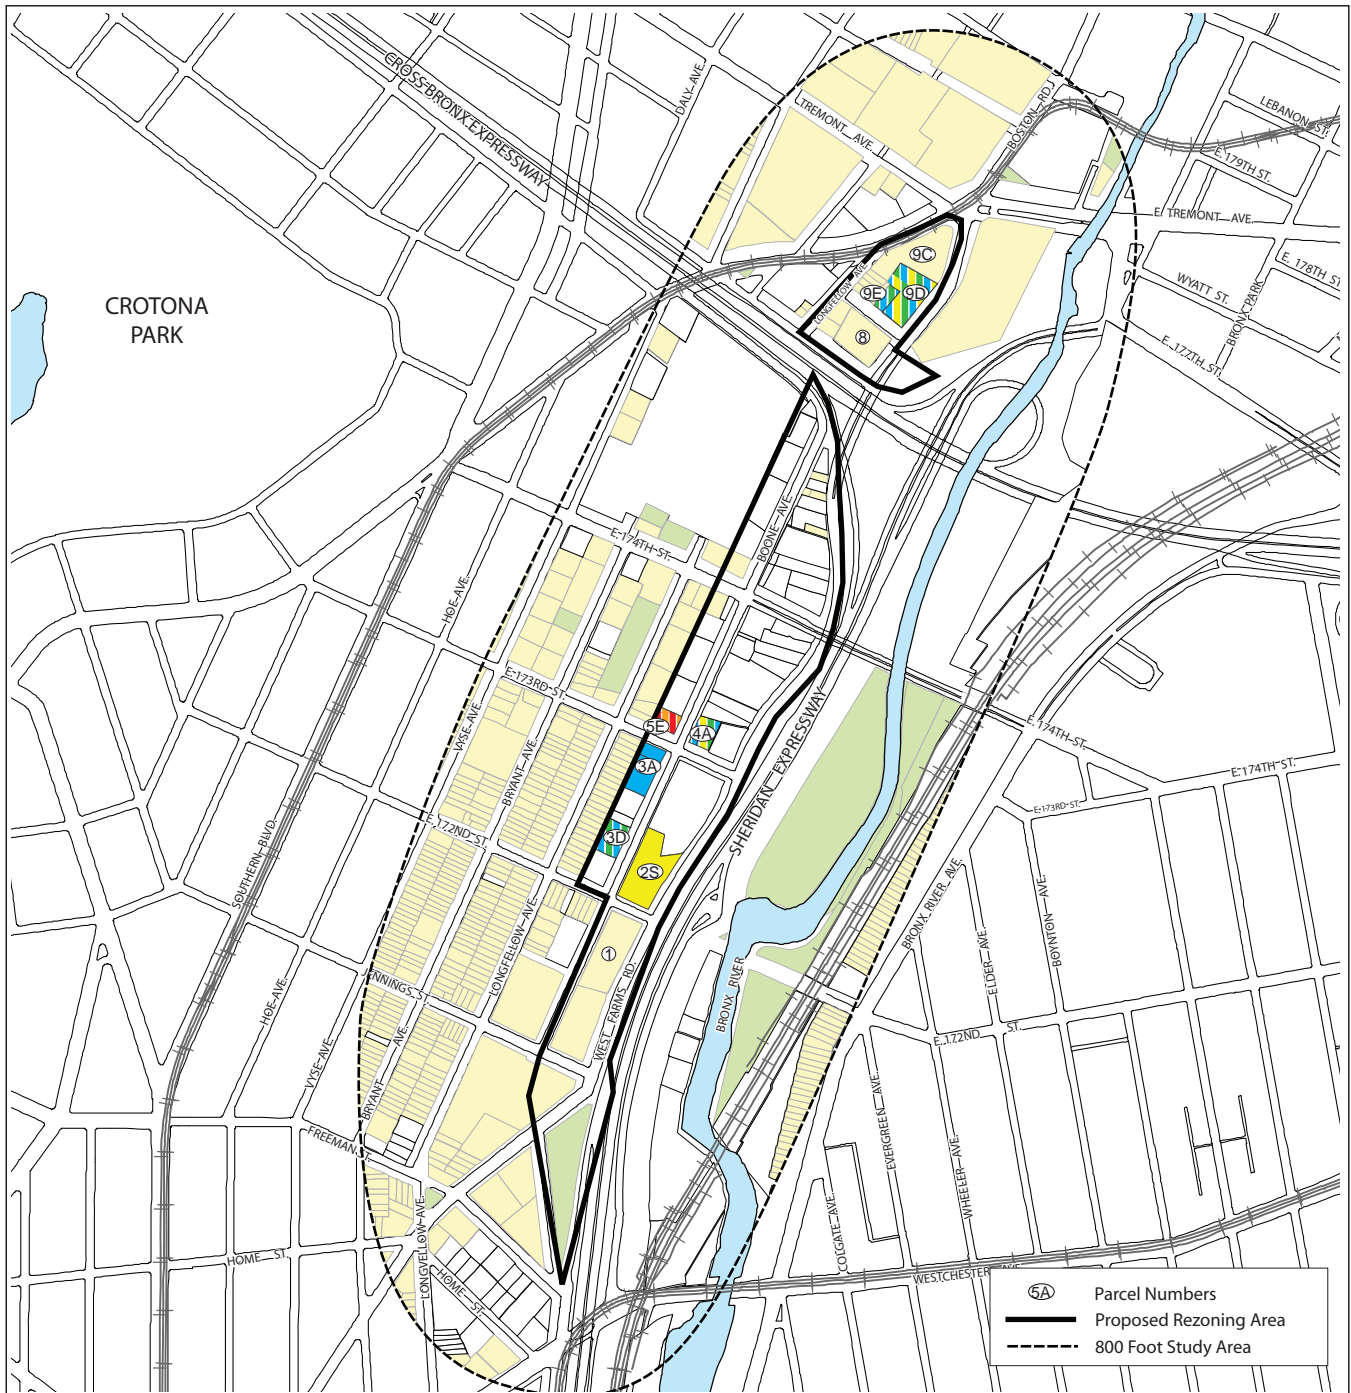 CROSS BRONX EXPRESSWAY
DALY AVE.
TREMONT AVE.
BOSTON RD.
LEBANON ST.
E. 179TH ST.
E. TREMONT AVE.
E. 178TH ST.
WYATT ST.
BRONX PARK
E. 177TH ST.
CROTONA
PARK
LONGFELLOW AVE.
9C
9E
9D
8
BOONE AVE.
E. 174TH ST.
HOE AVE.
E. 173RD ST.
VYSE AVE.
BRYANT AVE.
E. 172ND ST.
5E
4A
3A
3D
2S
SHERIDAN EXPRESSWAY
E. 174TH ST.
E. 174TH ST.
E. 173RD ST.
SOUTHERN BLVD
BRONX RIVER AVE.
ELDER AVE.
BOYNTON AVE.
LONGFELLOW AVE.
1
WEST FARMS RD.
BRONX RIVER
JENNINGS ST.
HOE AVE.
VYSE AVE.
BRYANT AVE.
FREEMAN ST.
E. 172ND ST.
EVERGREEN AVE.
WHEELER AVE.
COLGATE AVE.
HOME ST.
LONGVELLOW AVE.
HOME ST.
WESTCHESTER AVE.
5A Parcel Numbers
Proposed Rezoning Area
800 Foot Study Area